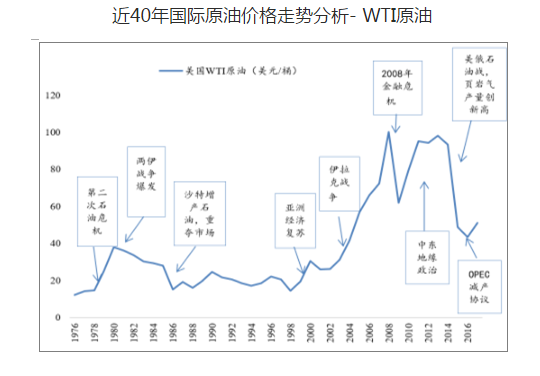 近40年国际原油价格走势分析- WTI原油
美国WTI原油（美元/桶）
120
100
80
60
40
20
0
第二
次石
油危
机
两伊
战争
爆发
沙特增
产石
油，重
夺市场
亚洲
经济
复苏
伊拉
克战
争
2008年
金融危
机
中东
地缘
政治
美俄石
油战，
页岩气
产量创
新高
OPEC
减产
协议
1976
1978
1980
1982
1984
1986
1988
1990
1992
1994
1996
1998
2000
2002
2004
2006
2008
2010
2012
2014
2016